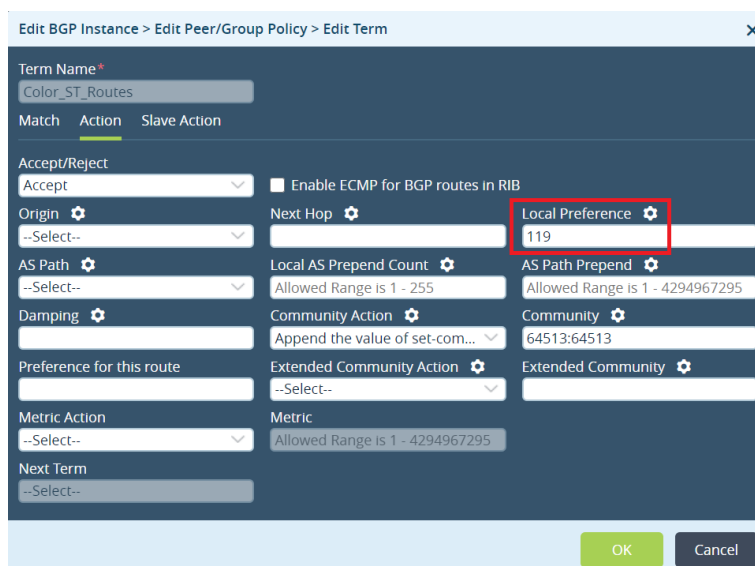 Edit BGP Instance > Edit Peer/Group Policy > Edit Term
Term Name*
Color_ST_Routes
Match Action Slave Action
Accept/Reject
Accept Enable ECMP for BGP routes in RIB
Origin Next Hop Local Preference
--Select-- 119
AS Path Local AS Prepend Count AS Path Prepend
--Select-- Allowed Range is 1 - 255 Allowed Range is 1 - 4294967295
Damping Community Action Community
Append the value of set-com... 64513:64513
Preference for this route Extended Community Action Extended Community
--Select--
Metric Action Metric
--Select-- Allowed Range is 1 - 4294967295
Next Term
--Select--
OK Cancel